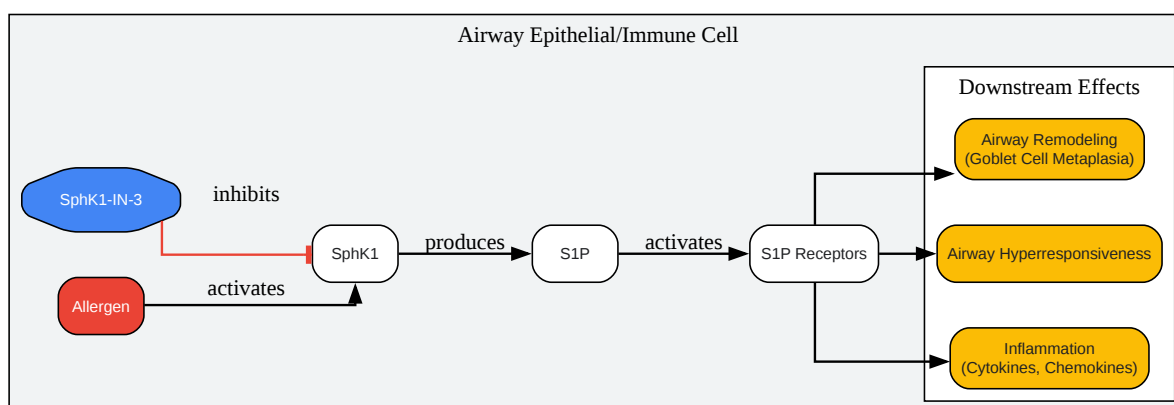 Airway Epithelial/Immune Cell
Downstream Effects
Airway Remodeling
(Goblet Cell Metaplasia)
SphK1-IN-3
inhibits
SphK1
produces
S1P
activates
S1P Receptors
Airway Hyperresponsiveness
Allergen
activates
Inflammation
(Cytokines, Chemokines)